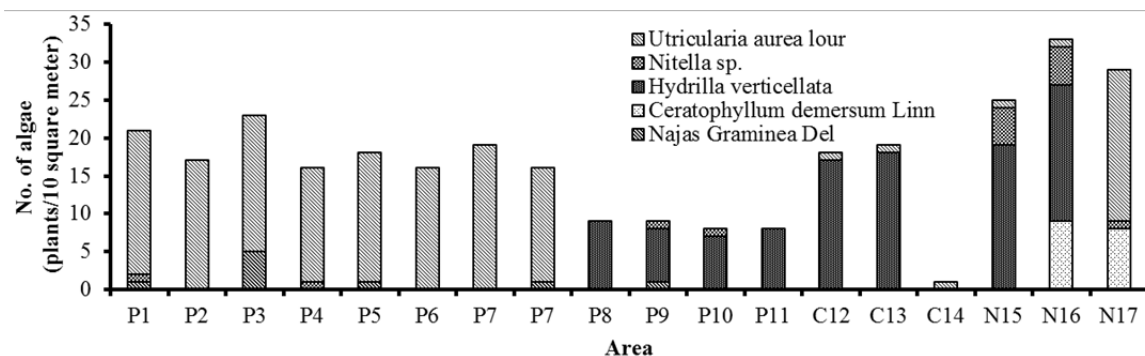 No. of algae
(plants/10 square meter)
35
30
25
20
15
10
5
0
Utricularia aurea lour
Nitella sp.
Hydrilla verticellata
Ceratophyllum demersum Linn
Najas Graminea Del
P1 P2 P3 P4 P5 P6 P7 P7 P8 P9 P10 P11 C12 C13 C14 N15 N16 N17
Area